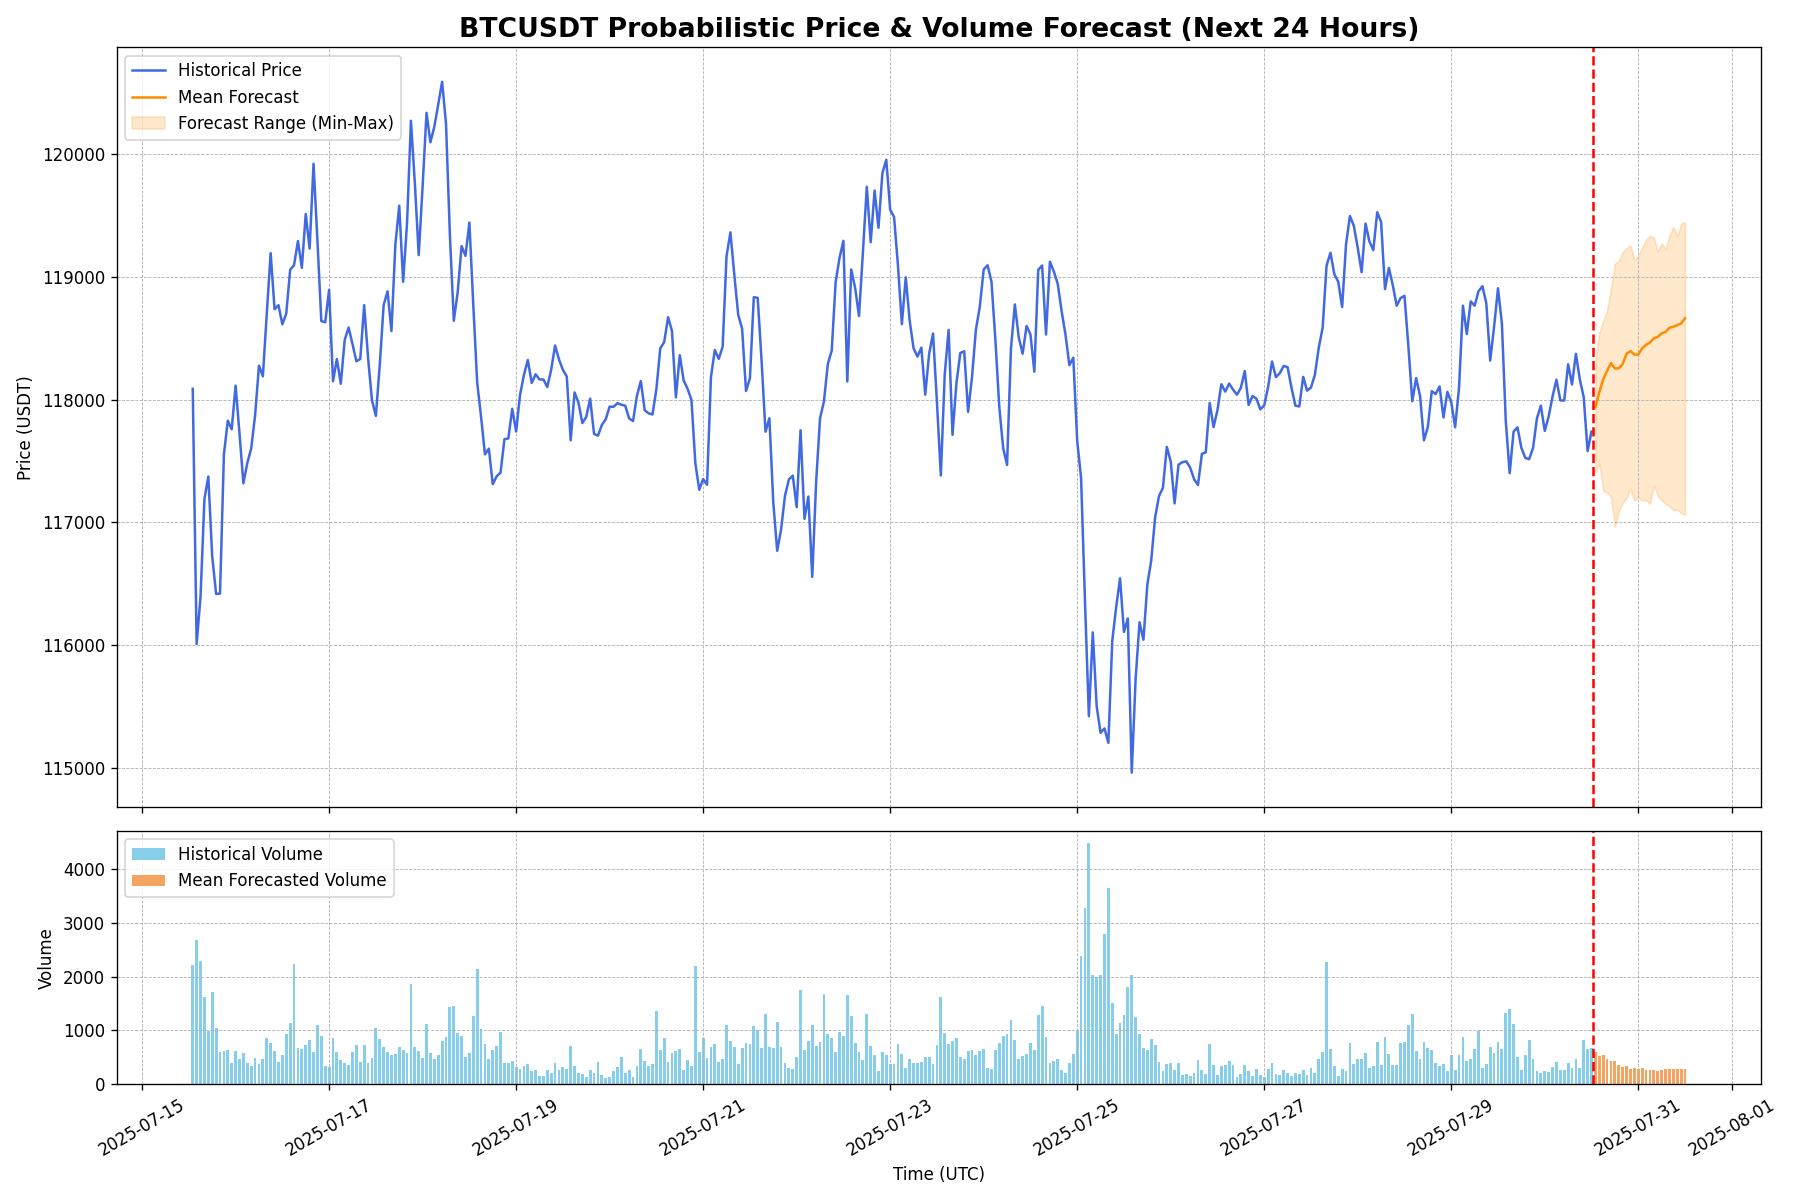 BTCUSDT Probabilistic Price & Volume Forecast (Next 24 Hours)
Historical Price
Mean Forecast
Forecast Range (Min-Max)
120000
119000
118000
117000
116000
115000
Price (USDT)
Historical Volume
Mean Forecasted Volume
4000
3000
2000
1000
0
Volume
2025-07-15
2025-07-17
2025-07-19
2025-07-21
2025-07-23
2025-07-25
2025-07-27
2025-07-29
2025-07-31
2025-08-01
Time (UTC)